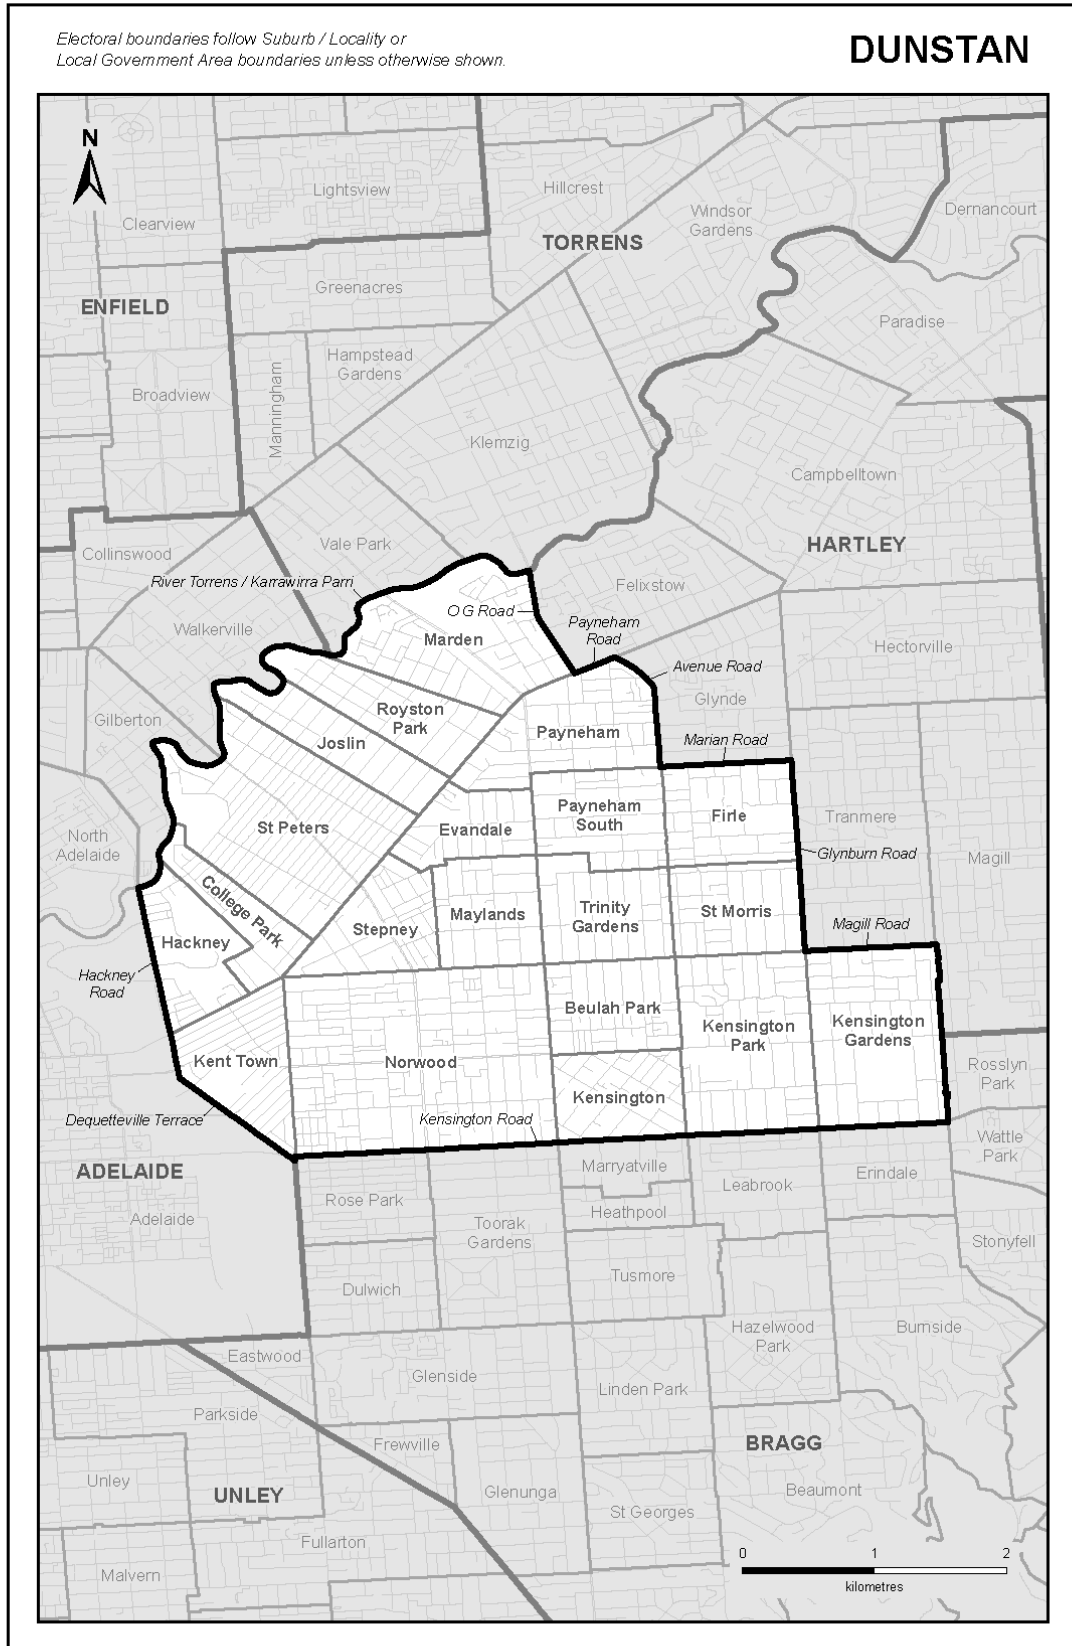 Electoral boundaries follow Suburb / Locality or
Local Government Area boundaries unless otherwise shown.
DUNSTAN
N
Lightsview
Hillcrest
Windsor
Gardens
Dernancourt
Clearview
TORRENS
Greenacres
ENFIELD
Paradise
Hampstead
Gardens
Broadview
Manningham
Klemzig
Campbelltown
Collinswood
Vale Park
HARTLEY
River Torrens / Karrawirra Parri
Felixstow
O G Road
Payneham
Road
Walkerville
Marden
Hectorville
Avenue Road
Glynde
Gilberton
Royston
Park
Joslin
Payneham
Marian Road
Payneham
South
Firle
Tranmere
St Peters
Evandale
North
Adelaide
Glynburn Road
Magill
College Park
Maylands
Trinity
Gardens
St Morris
Stepney
Magill Road
Hackney
Hackney
Road
Beulah Park
Kensington
Park
Kensington
Gardens
Kent Town
Norwood
Rosslyn
Park
Kensington
Dequetteville Terrace
Kensington Road
Wattle
Park
ADELAIDE
Marryatville
Leabrook
Erindale
Rose Park
Heathpool
Adelaide
Toorak
Gardens
Stonyfell
Tusmore
Dulwich
Hazelwood
Park
Burnside
Eastwood
Glenside
Linden Park
Parkside
Frewville
BRAGG
Unley
UNLEY
Glenunga
Beaumont
St Georges
Fullarton
Malvern
0 1 2
kilometres